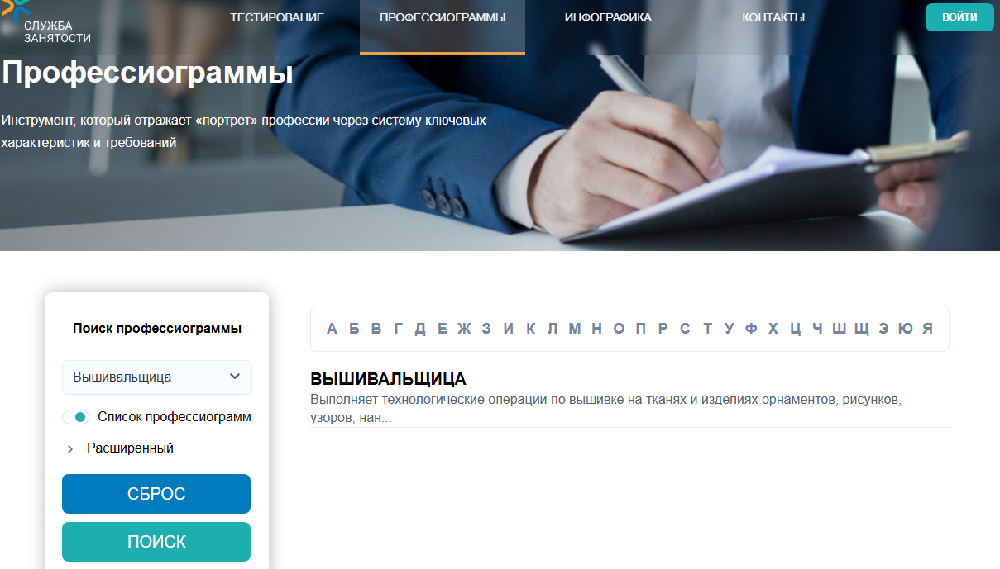 СЛУЖБА
ЗАНЯТОСТИ
ТЕСТИРОВАНИЕ
ПРОФЕССИОГРАММЫ
ИНФОГРАФИКА
КОНТАКТЫ
ВОЙТИ
Профессиограммы
Инструмент, который отражает «портрет» профессии через систему ключевых
характеристик и требований
Поиск профессиограммы
Вышивальщица
Список профессиограмм
Расширенный
СБРОС
ПОИСК
А Б В Г Д Е Ж З И К Л М Н О П Р С Т У Ф Х Ц Ч Ш Щ Э Ю Я
ВЫШИВАЛЬЩИЦА
Выполняет технологические операции по вышивке на тканях и изделиях орнаментов, рисунков,
узоров, нан...